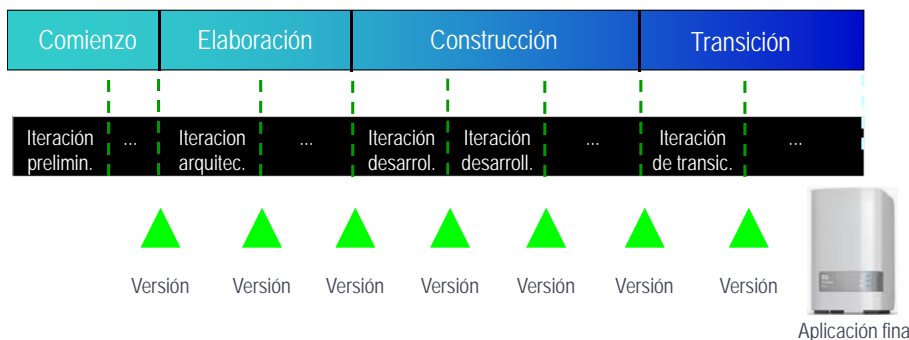 Comienzo Elaboración Construcción Transición
Iteración ... Iteracion ... Iteración Iteración ... Iteración ...
prelimin. arquitec. desarrol. desarroll. de transic.
Versión Versión Versión Versión Versión Versión Versión
Aplicación fina